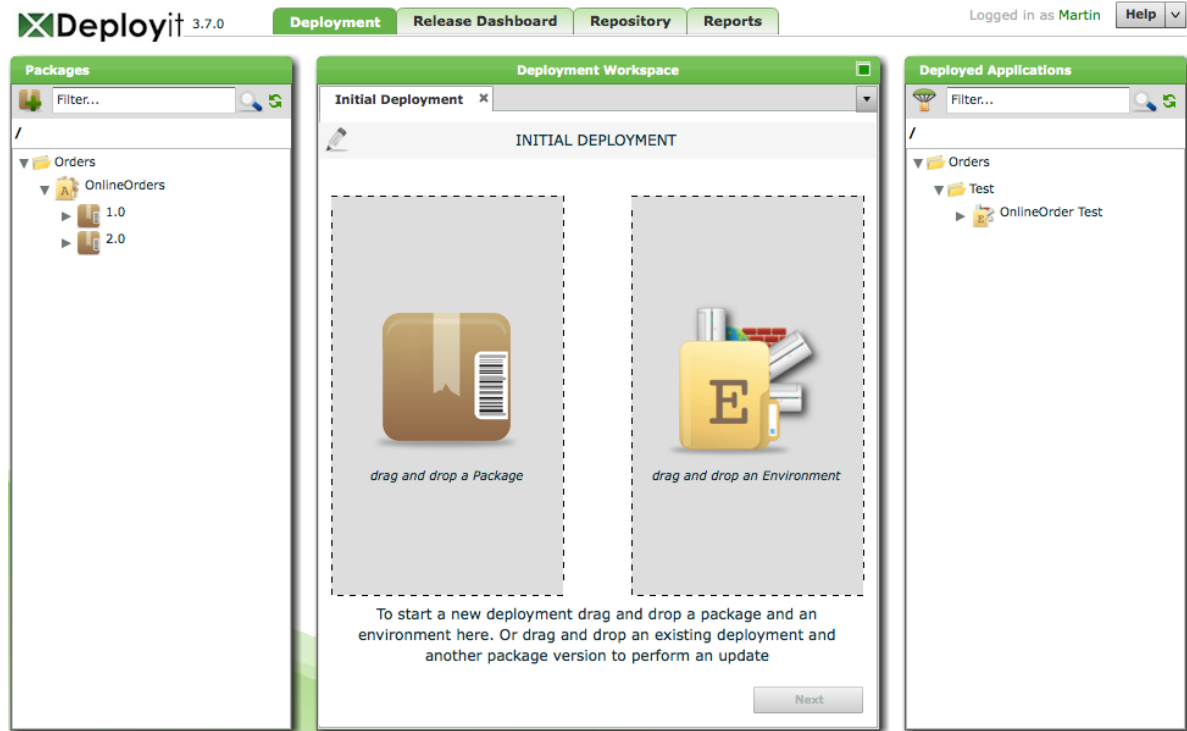 XDeployit 3.7.0
Deployment
Release Dashboard
Repository
Reports
Logged in as Martin
Help
Packages
Filter...
/
Orders
A
OnlineOrders
1.0
2.0
Deployment Workspace
Initial Deployment
INITIAL DEPLOYMENT
drag and drop a Package
E
drag and drop an Environment
To start a new deployment drag and drop a package and an
environment here. Or drag and drop an existing deployment and
another package version to perform an update
Next
Deployed Applications
Filter...
/
Orders
Test
E
OnlineOrder Test